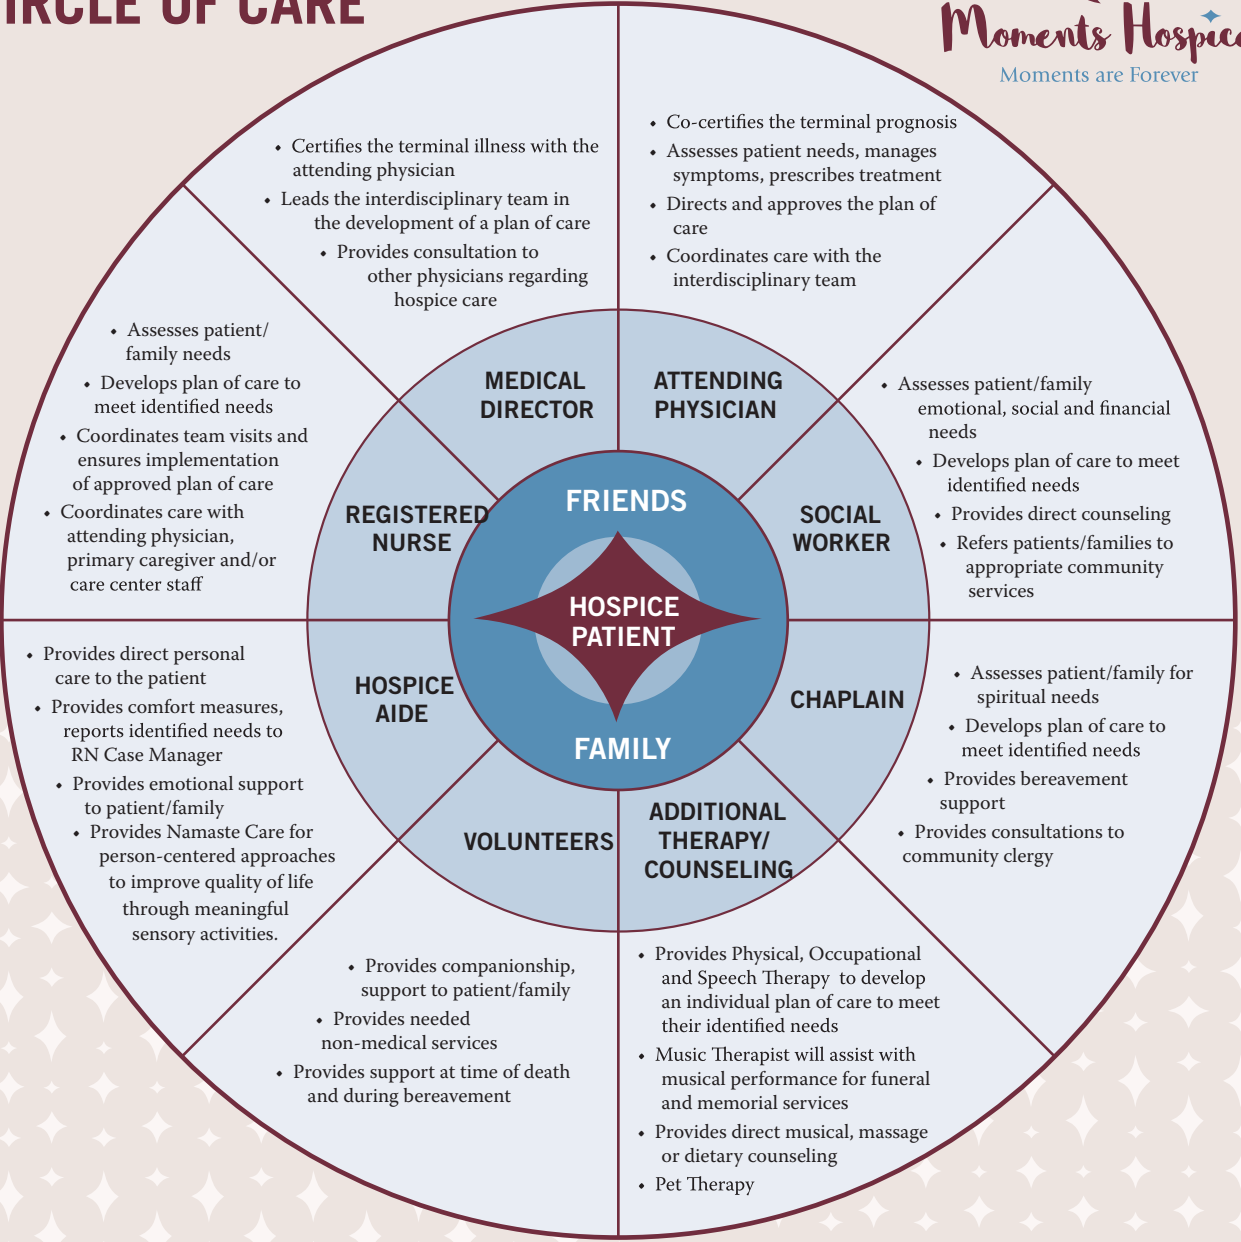 IRCLE OF CARE
Moments Hospice
Moments are Forever
• Certifies the terminal illness with the
attending physician
• Leads the interdisciplinary team in
the development of a plan of care
• Provides consultation to
other physicians regarding
hospice care
• Co-certifies the terminal prognosis
• Assesses patient needs, manages
symptoms, prescribes treatment
• Directs and approves the plan of
care
• Coordinates care with the
interdisciplinary team
• Assesses patient/
family needs
• Develops plan of care to
meet identified needs
• Coordinates team visits and
ensures implementation
of approved plan of care
• Coordinates care with
attending physician,
primary caregiver and/or
care center staff
MEDICAL
DIRECTOR
ATTENDING
PHYSICIAN
• Assesses patient/family
emotional, social and financial
needs
• Develops plan of care to meet
identified needs
• Provides direct counseling
• Refers patients/families to
appropriate community
services
REGISTERED
NURSE
FRIENDS
HOSPICE
PATIENT
FAMILY
SOCIAL
WORKER
• Provides direct personal
care to the patient
• Provides comfort measures,
reports identified needs to
RN Case Manager
• Provides emotional support
to patient/family
• Provides Namaste Care for
person-centered approaches
to improve quality of life
through meaningful
sensory activities.
HOSPICE
AIDE
CHAPLAIN
• Assesses patient/family for
spiritual needs
• Develops plan of care to
meet identified needs
• Provides bereavement
support
• Provides consultations to
community clergy
VOLUNTEERS
ADDITIONAL
THERAPY/
COUNSELING
• Provides companionship,
support to patient/family
• Provides needed
non-medical services
• Provides support at time of death
and during bereavement
• Provides Physical, Occupational
and Speech Therapy to develop
an individual plan of care to meet
their identified needs
• Music Therapist will assist with
musical performance for funeral
and memorial services
• Provides direct musical, massage
or dietary counseling
• Pet Therapy